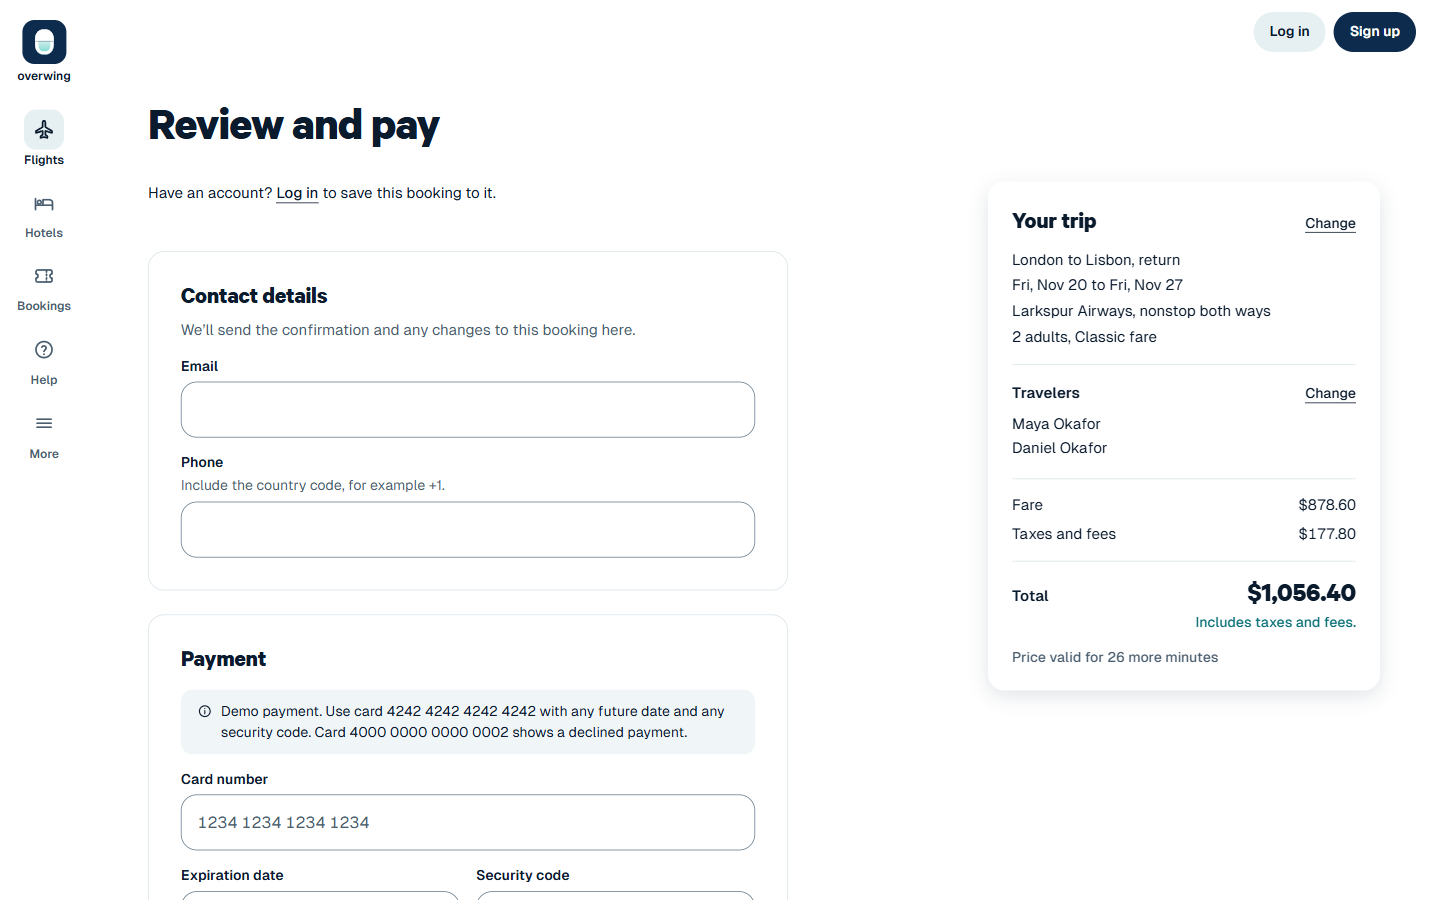 overwing
Flights
Hotels
Bookings
Help
More
Log in
Sign up
Review and pay
Have an account? Log in to save this booking to it.
Contact details
We’ll send the confirmation and any changes to this booking here.
Email
Phone
Include the country code, for example +1.
Payment
Demo payment. Use card 4242 4242 4242 4242 with any future date and any
security code. Card 4000 0000 0000 0002 shows a declined payment.
Card number
1234 1234 1234 1234
Expiration date
Security code
Your trip
Change
London to Lisbon, return
Fri, Nov 20 to Fri, Nov 27
Larkspur Airways, nonstop both ways
2 adults, Classic fare
Travelers
Change
Maya Okafor
Daniel Okafor
Fare $878.60
Taxes and fees $177.80
Total $1,056.40
Includes taxes and fees.
Price valid for 26 more minutes